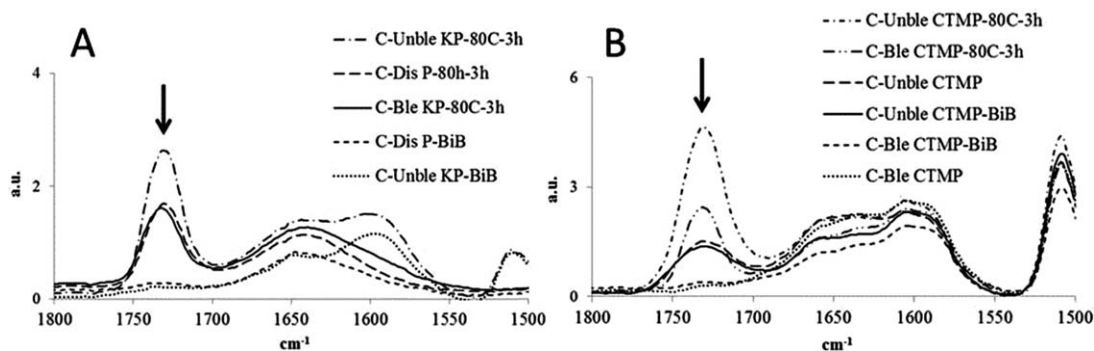 A
C-Unble KP-80C-3h
C-Dis P-80h-3h
C-Ble KP-80C-3h
C-Dis P-BiB
C-Unble KP-BiB
4
2
0
a.u.
1800 1750 1700 1650 1600 1550 1500
cm-1
B
C-Unble CTMP-80C-3h
C-Ble CTMP-80C-3h
C-Unble CTMP
C-Unble CTMP-BiB
C-Ble CTMP-BiB
C-Ble CTMP
6
3
0
a.u.
1800 1750 1700 1650 1600 1550 1500
cm-1